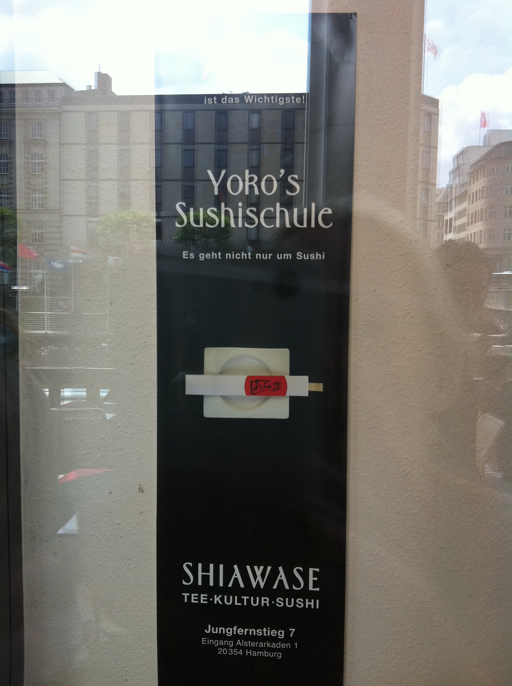 ist das Wichtigste!
Yoko's
Sushischule
Es geht nicht nur um Sushi
SHIAWASE
TEE·KULTUR·SUSHI
Jungfernstieg 7
Eingang Alsterarkaden 1
20354 Hamburg